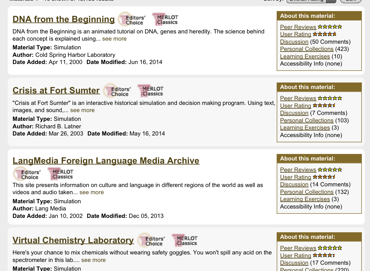 DNA from the Beginning Editors' Choice MERLOT Classics
DNA from the Beginning is an animated tutorial on DNA, genes and heredity. The science behind
each concept is explained using... see more
Material Type: Simulation
Author: Cold Spring Harbor Laboratory
Date Added: Apr 11, 2000 Date Modified: Jun 16, 2014
About this material:
Peer Reviews
User Rating
Discussion (50 Comments)
Personal Collections (423)
Learning Exercises (10)
Accessibility Info (none)
Crisis at Fort Sumter Editors' Choice MERLOT Classics
"Crisis at Fort Sumter" is an interactive historical simulation and decision making program. Using text,
images, and sound,... see more
Material Type: Simulation
Author: Richard B. Latner
Date Added: Mar 26, 2003 Date Modified: May 16, 2014
About this material:
Peer Reviews
User Rating
Discussion (7 Comments)
Personal Collections (103)
Learning Exercises (3)
Accessibility Info (none)
LangMedia Foreign Language Media Archive
Editors' Choice MERLOT Classics
This site presents information on culture and language in different regions of the world as well as
videos and audio taken... see more
Material Type: Simulation
Author: Lang Media
Date Added: Jan 10, 2002 Date Modified: Dec 05, 2013
About this material:
Peer Reviews
User Rating
Discussion (14 Comments)
Personal Collections (132)
Learning Exercises (3)
Accessibility Info (none)
Virtual Chemistry Laboratory Editors' Choice MERLOT Classics
Here's your chance to mix chemicals without wearing safety goggles. You won't spill any acid on the
spectrometer in this lab.... see more
Material Type: Simulation
About this material:
Peer Reviews
User Rating
Discussion (17 Comments)
Personal Collections (220)